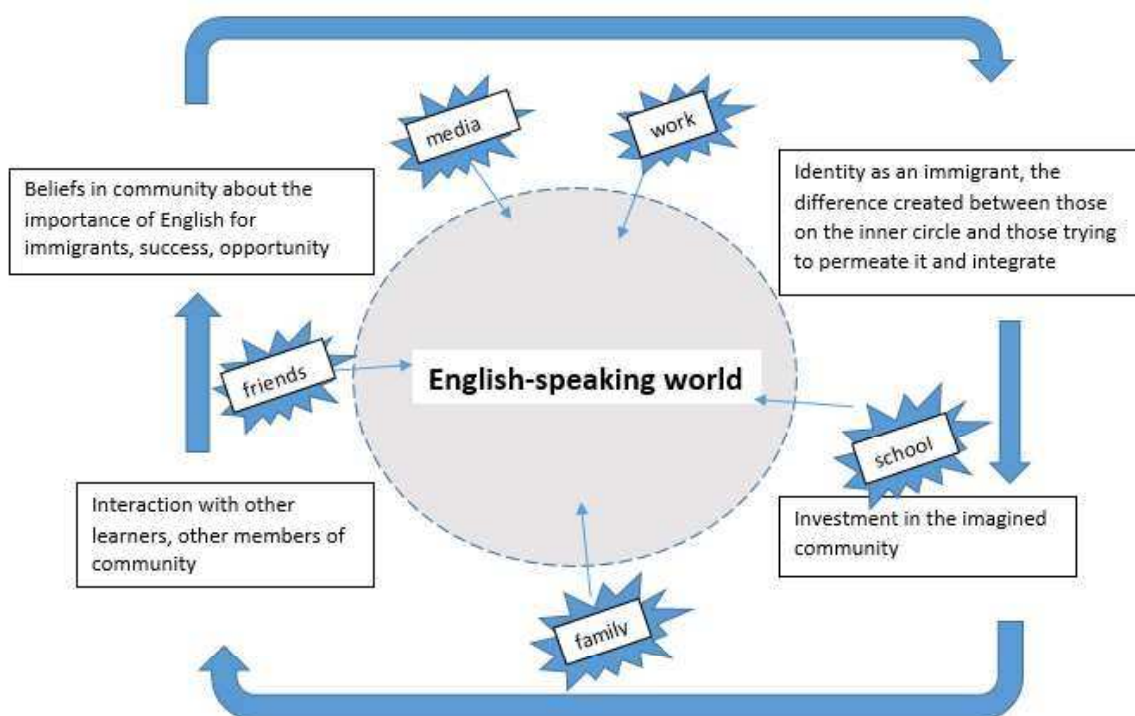 media
work
Beliefs in community about the
importance of English for
immigrants, success, opportunity
Identity as an immigrant, the
difference created between those
on the inner circle and those trying
to permeate it and integrate
friends
English-speaking world
school
Interaction with other
learners, other members of
community
Investment in the imagined
community
family